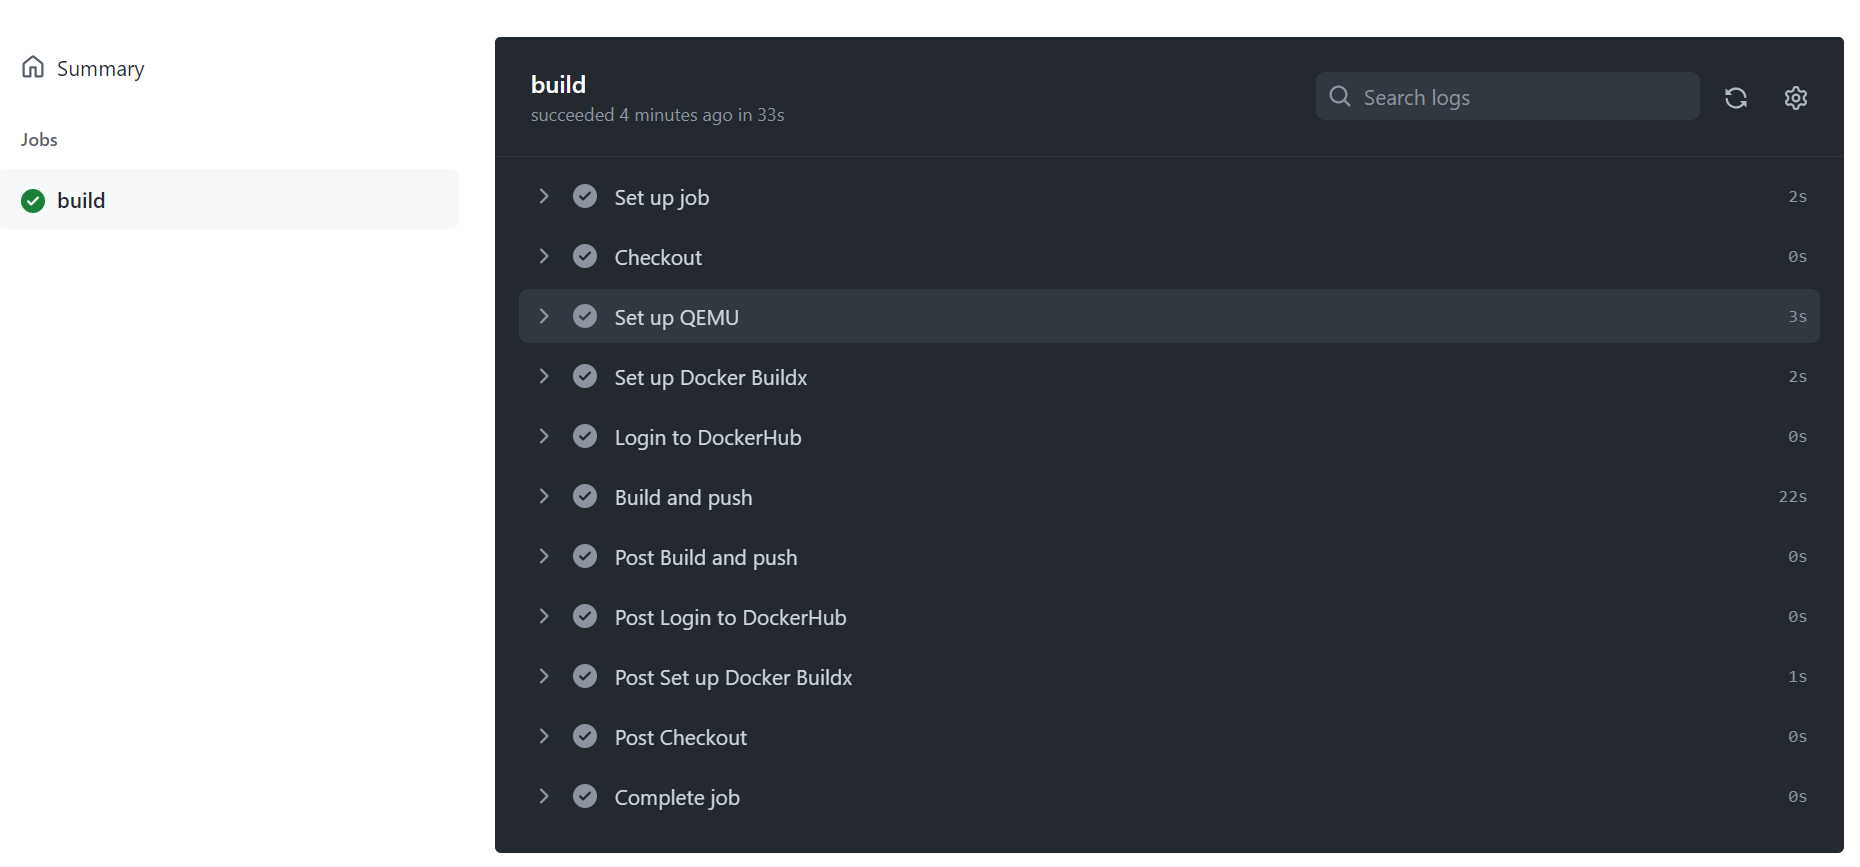 Summary
Jobs
build
build
succeeded 4 minutes ago in 33s
Search logs
Set up job 2s
Checkout 0s
Set up QEMU 3s
Set up Docker Buildx 2s
Login to DockerHub 0s
Build and push 22s
Post Build and push 0s
Post Login to DockerHub 0s
Post Set up Docker Buildx 1s
Post Checkout 0s
Complete job 0s